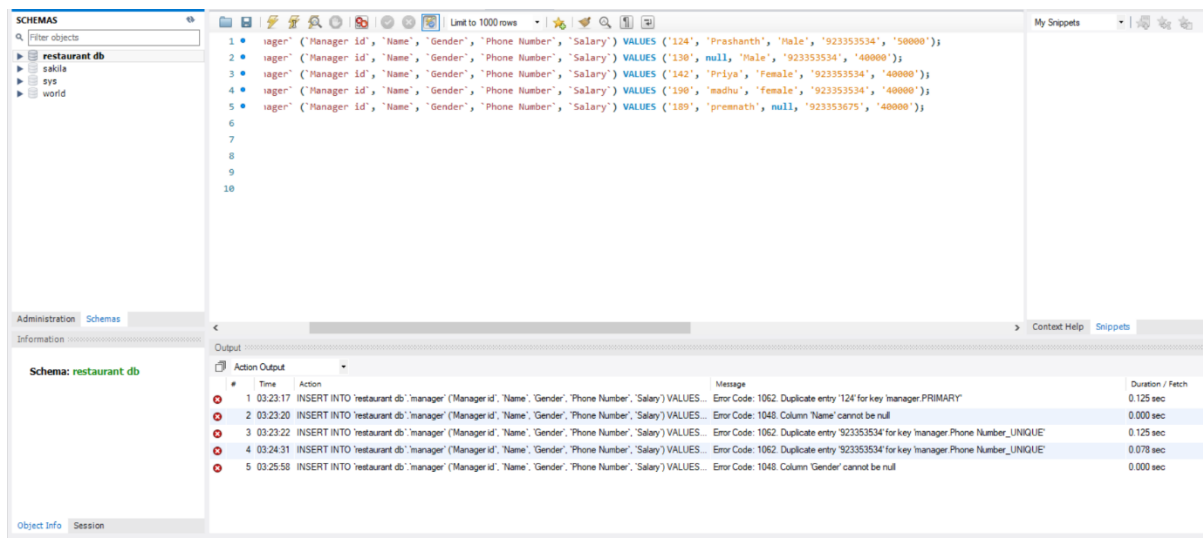 SCHEMAS
Filter objects
restaurant db
sakila
sys
world
Administration Schemas
Information
Schema: restaurant db
Object Info Session
Limit to 1000 rows
1 ıager` (`Manager id`, `Name`, `Gender`, `Phone Number`, `Salary`) VALUES ('124', 'Prashanth', 'Male', '923353534', '50000');
2 ıager` (`Manager id`, `Name`, `Gender`, `Phone Number`, `Salary`) VALUES ('130', null, 'Male', '923353534', '40000');
3 ıager` (`Manager id`, `Name`, `Gender`, `Phone Number`, `Salary`) VALUES ('142', 'Priya', 'Female', '923353534', '40000');
4 ıager` (`Manager id`, `Name`, `Gender`, `Phone Number`, `Salary`) VALUES ('190', 'madhu', 'female', '923353534', '40000');
5 ıager` (`Manager id`, `Name`, `Gender`, `Phone Number`, `Salary`) VALUES ('189', 'premnath', null, '923353675', '40000');
6
7
8
9
10
My Snippets
Context Help Snippets
Output
Action Output
# Time Action Message Duration / Fetch
1 03:23:17 INSERT INTO `restaurant db`.`manager` (`Manager id`, `Name`, `Gender`, `Phone Number`, `Salary`) VALUES... Error Code: 1062. Duplicate entry '124' for key 'manager.PRIMARY' 0.125 sec
2 03:23:20 INSERT INTO `restaurant db`.`manager` (`Manager id`, `Name`, `Gender`, `Phone Number`, `Salary`) VALUES... Error Code: 1048. Column 'Name' cannot be null 0.000 sec
3 03:23:22 INSERT INTO `restaurant db`.`manager` (`Manager id`, `Name`, `Gender`, `Phone Number`, `Salary`) VALUES... Error Code: 1062. Duplicate entry '923353534' for key 'manager.Phone Number_UNIQUE' 0.125 sec
4 03:24:31 INSERT INTO `restaurant db`.`manager` (`Manager id`, `Name`, `Gender`, `Phone Number`, `Salary`) VALUES... Error Code: 1062. Duplicate entry '923353534' for key 'manager.Phone Number_UNIQUE' 0.078 sec
5 03:25:58 INSERT INTO `restaurant db`.`manager` (`Manager id`, `Name`, `Gender`, `Phone Number`, `Salary`) VALUES... Error Code: 1048. Column 'Gender' cannot be null 0.000 sec